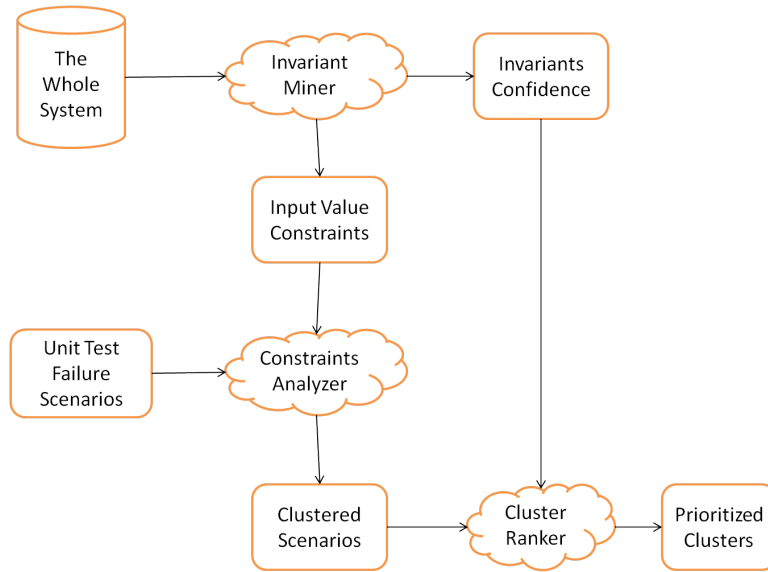 The
Whole
System
Invariant
Miner
Invariants
Confidence
Input Value
Constraints
Unit Test
Failure
Scenarios
Constraints
Analyzer
Clustered
Scenarios
Cluster
Ranker
Prioritized
Clusters